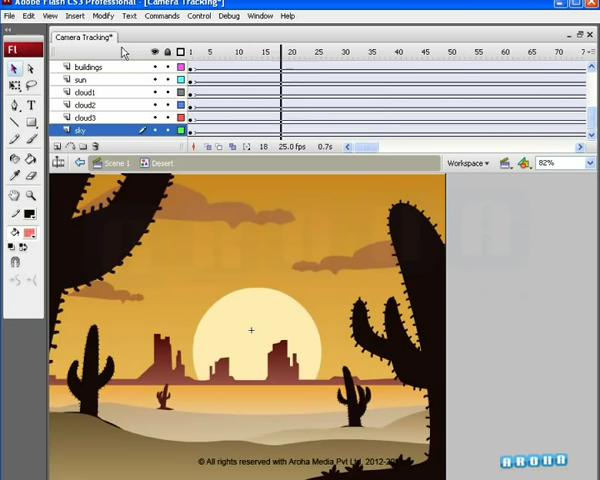 Adobe Flash CS3 Professional - [Camera Tracking*]
File Edit View Insert Modify Text Commands Control Debug Window Help
Camera Tracking*
1 5 10 15 20 25 30 35 40 45 50 55 60 65 70
Fl
buildings
sun
cloud1
cloud2
cloud3
sky
18 25.0 fps 0.7s
Scene 1 Desert Workspace 82%
AROHA
© All rights reserved with Aroha Media Pvt Ltd, 2012-20
AROHA